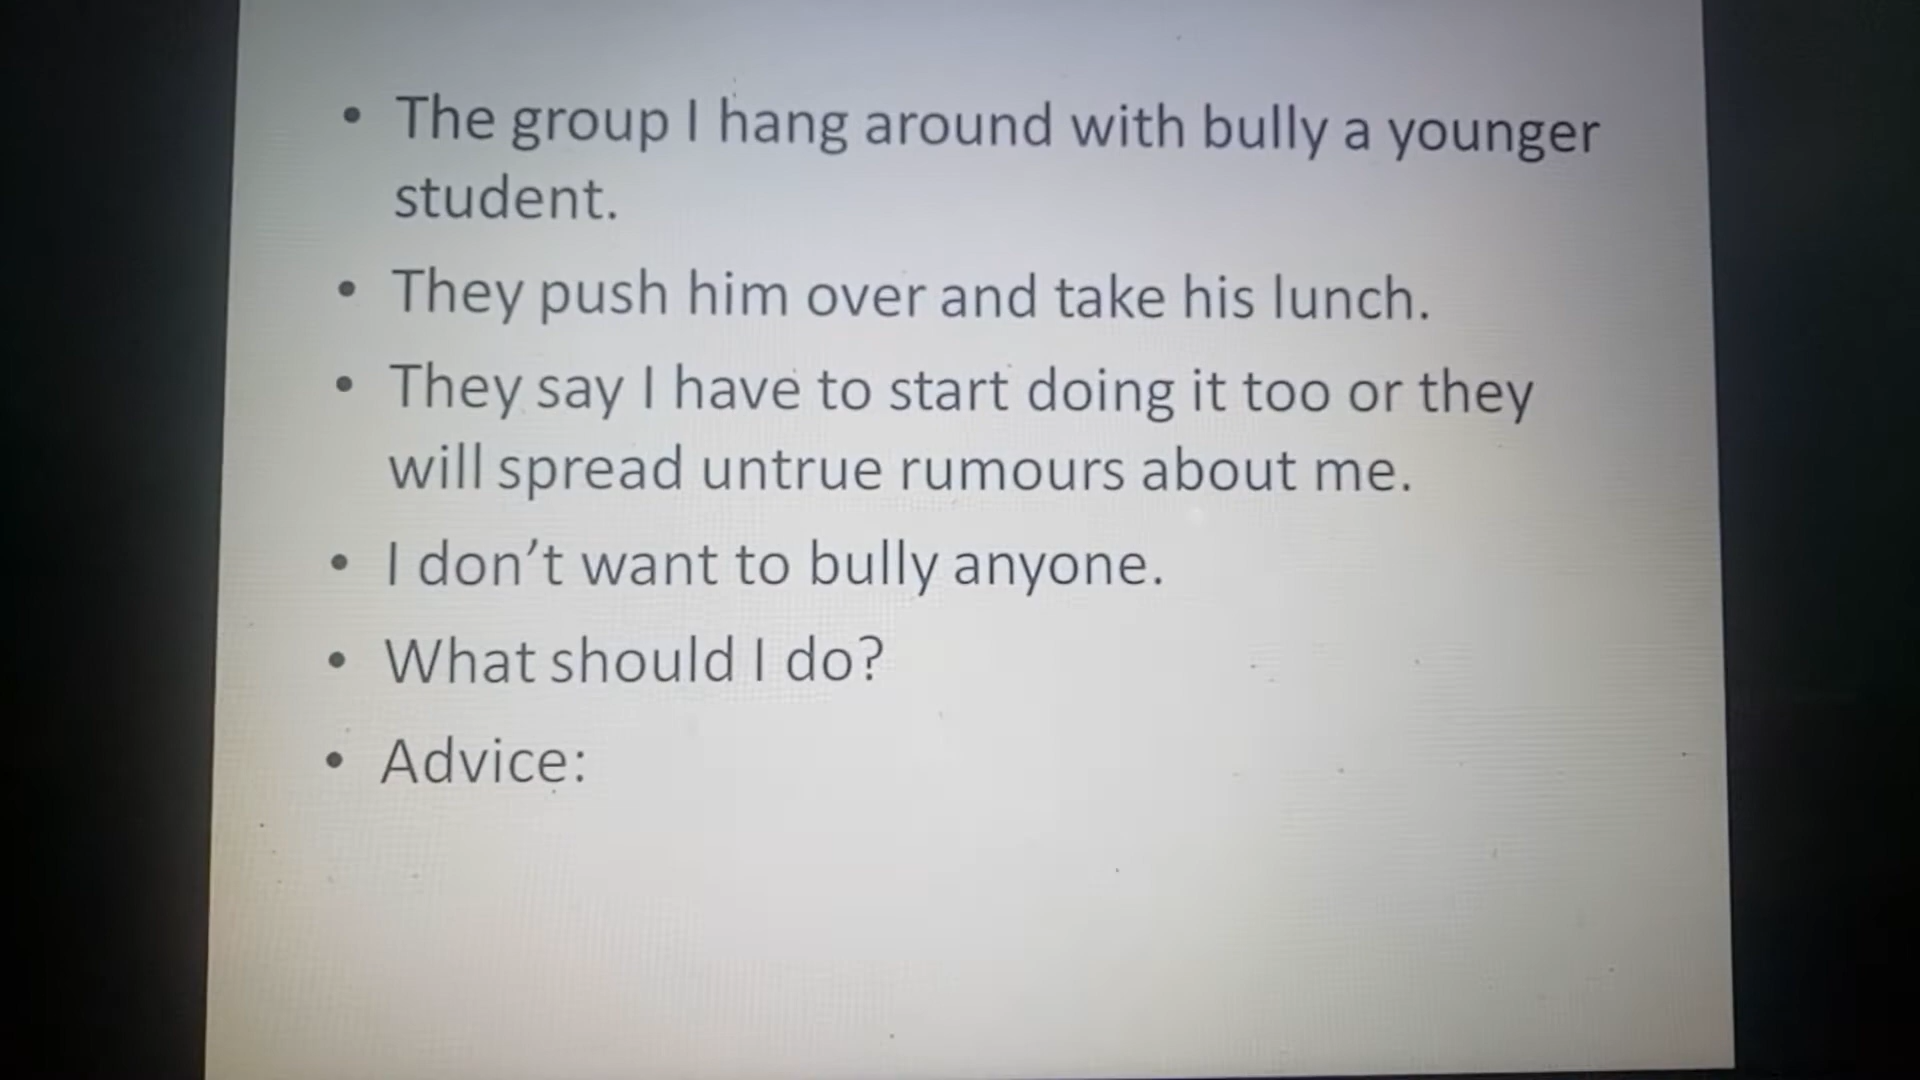 • The group I hang around with bully a younger
student.
• They push him over and take his lunch.
• They say I have to start doing it too or they
will spread untrue rumours about me.
• I don’t want to bully anyone.
• What should I do?
• Advice: